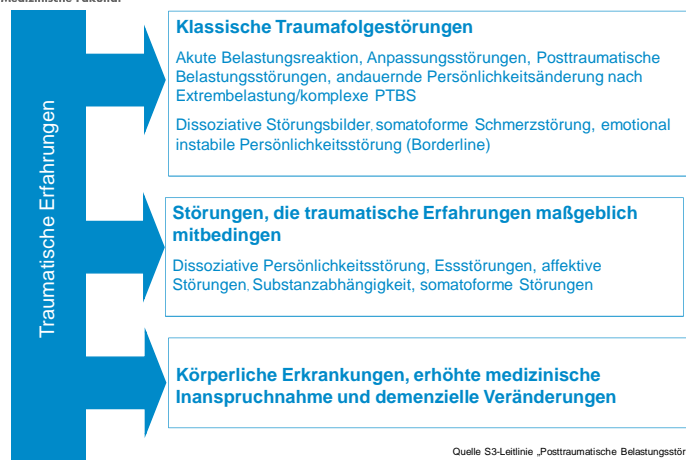 Medizinische Fakultät
Traumatische Erfahrungen
Klassische Traumafolgestörungen
Akute Belastungsreaktion, Anpassungsstörungen, Posttraumatische
Belastungsstörungen, andauernde Persönlichkeitsänderung nach
Extrembelastung/komplexe PTBS
Dissoziative Störungsbilder, somatoforme Schmerzstörung, emotional
instabile Persönlichkeitsstörung (Borderline)
Störungen, die traumatische Erfahrungen maßgeblich
mitbedingen
Dissoziative Persönlichkeitsstörung, Essstörungen, affektive
Störungen, Substanzabhängigkeit, somatoforme Störungen
Körperliche Erkrankungen, erhöhte medizinische
Inanspruchnahme und demenzielle Veränderungen
Quelle S3-Leitlinie „Posttraumatische Belastungsstör